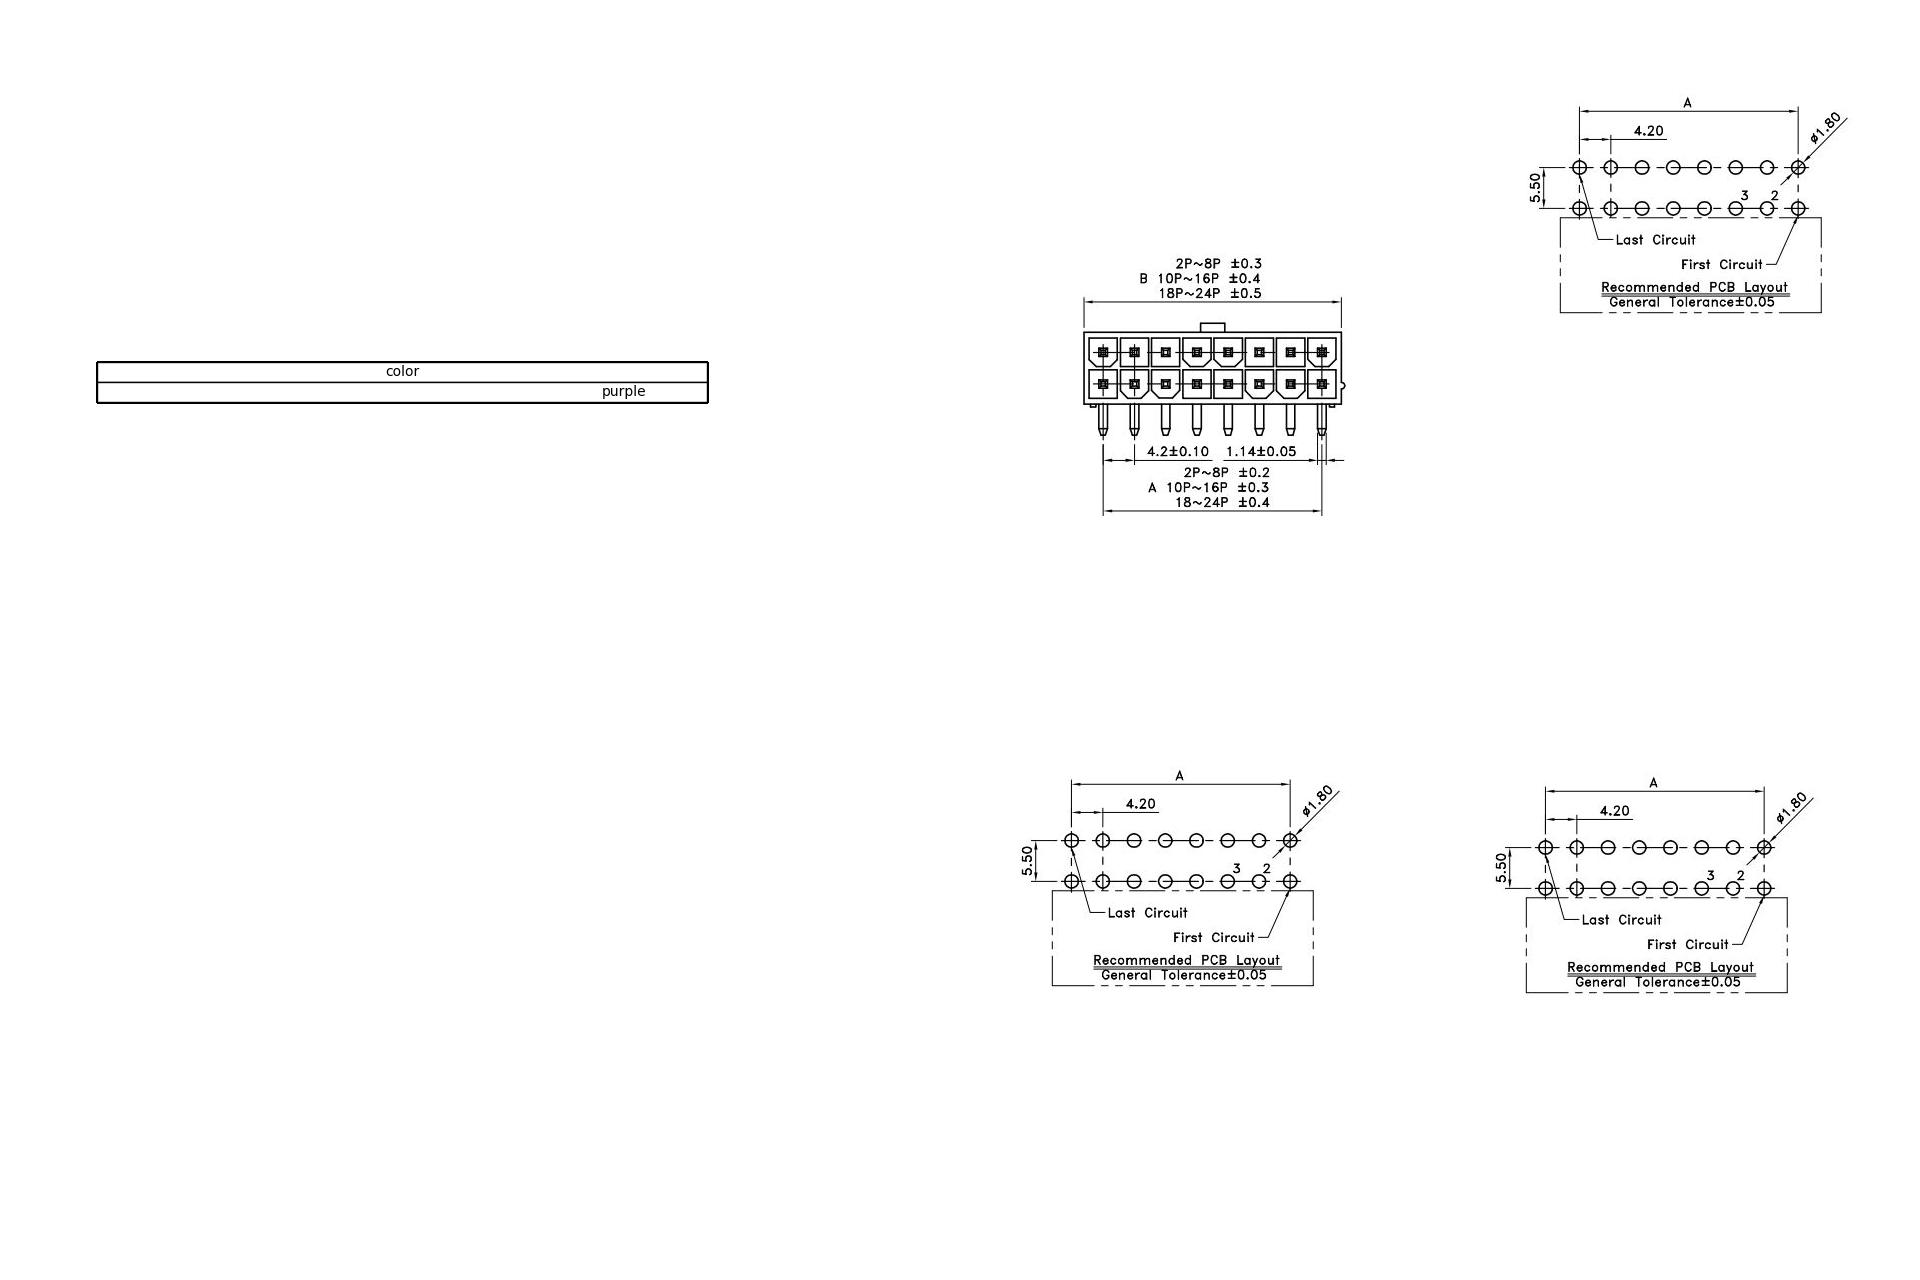 color
purple
2P~8P ±0.3
B 10P~16P ±0.4
18P~24P ±0.5
4.2±0.10 1.14±0.05
2P~8P ±0.2
A 10P~16P ±0.3
18~24P ±0.4
A
4.20
ø1.80
5.50
3 2
Last Circuit
First Circuit
Recommended PCB Layout
General Tolerance±0.05
A
4.20
ø1.80
5.50
3 2
Last Circuit
First Circuit
Recommended PCB Layout
General Tolerance±0.05
A
4.20
ø1.80
5.50
3 2
Last Circuit
First Circuit
Recommended PCB Layout
General Tolerance±0.05